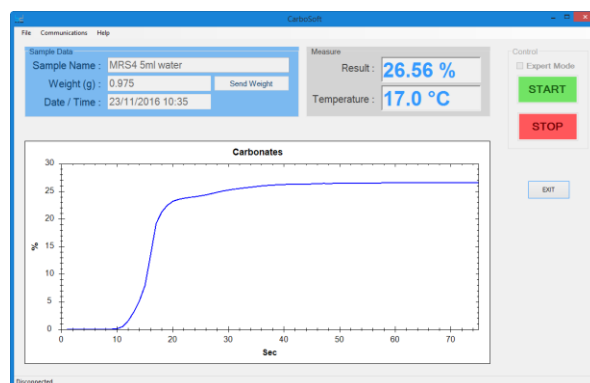 CarboSoft
File Communications Help
Sample Data
Sample Name : MRS4 5ml water
Weight (g) : 0.975 Send Weight
Date / Time : 23/11/2016 10:35
Measure
Result : 26.56 %
Temperature : 17.0 °C
Control
Expert Mode
START
STOP
EXIT
Carbonates
30
25
20
15
10
5
0
%
0 10 20 30 40 50 60 70
Sec
Disconnected